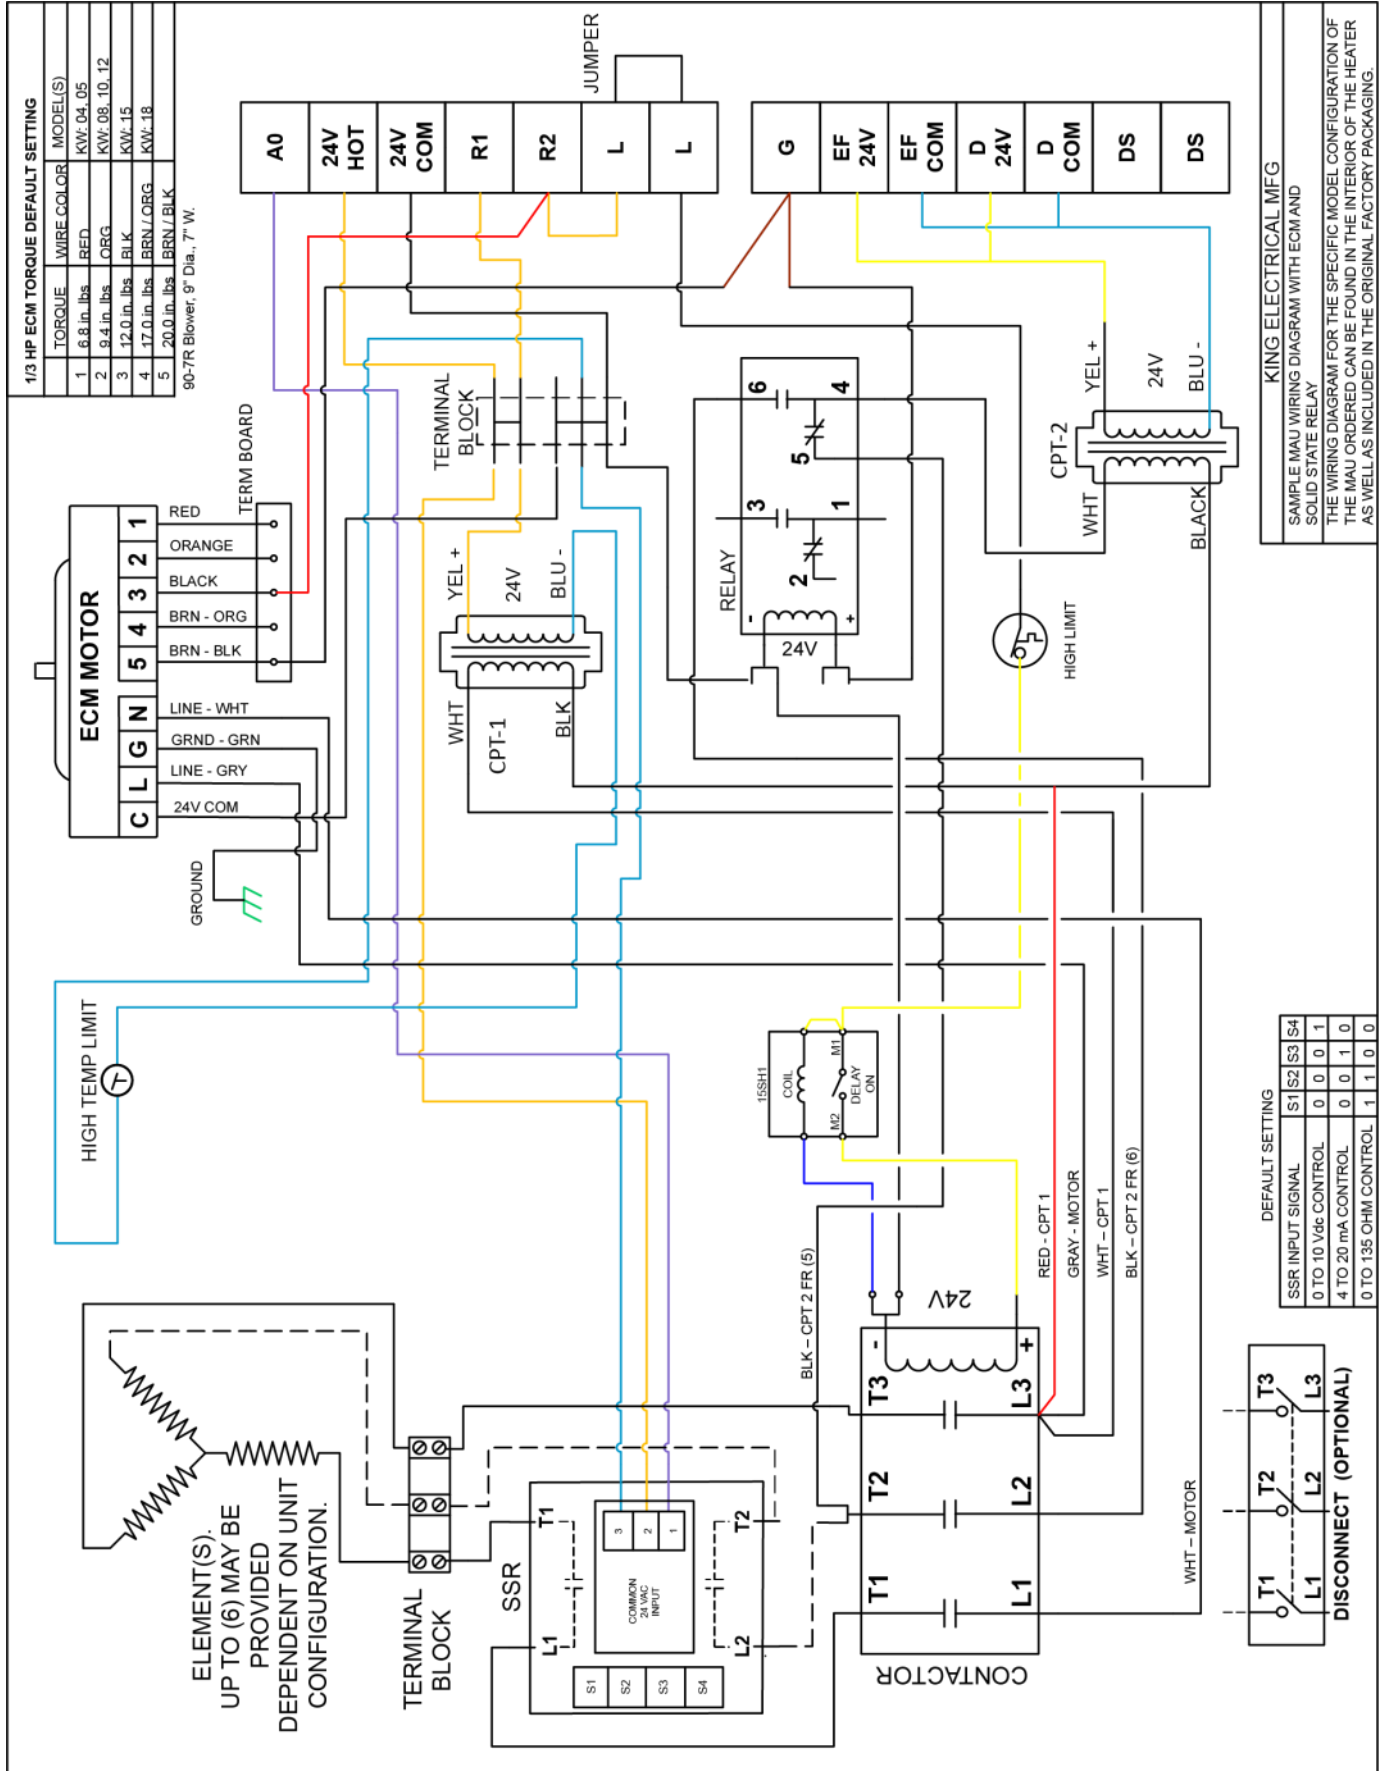 1/3 HP ECM TORQUE DEFAULT SETTING
TORQUE WIRE COLOR MODEL(S)
1 6.8 in. lbs RED KW: 04, 05
2 9.4 in. lbs ORG KW: 08, 10, 12
3 12.0 in. lbs BLK KW: 15
4 17.0 in. lbs BRN / ORG KW: 18
5 20.0 in. lbs BRN / BLK
90-7R Blower, 9" Dia., 7" W.
JUMPER
A0
24V HOT
24V COM
R1
R2
L
L
G
EF 24V
EF COM
D 24V
D COM
DS
DS
KING ELECTRICAL MFG
SAMPLE MAU WIRING DIAGRAM WITH ECM AND
SOLID STATE RELAY
THE WIRING DIAGRAM FOR THE SPECIFIC MODEL CONFIGURATION OF
THE MAU ORDERED CAN BE FOUND IN THE INTERIOR OF THE HEATER
AS WELL AS INCLUDED IN THE ORIGINAL FACTORY PACKAGING.
ECM MOTOR
C L G N 5 4 3 2 1
RED
ORANGE
BLACK
BRN - ORG
BRN - BLK
LINE - WHT
GRND - GRN
LINE - GRY
24V COM
TERM BOARD
GROUND
TERMINAL
BLOCK
YEL +
24V
BLU -
WHT
CPT-1
BLK
RELAY
6
4
5
3
1
2
-
+
24V
YEL +
24V
BLU -
CPT-2
WHT
BLACK
HIGH LIMIT
HIGH TEMP LIMIT
15SH1
COIL
M1
DELAY
ON
M2
BLK – CPT 2 FR (5)
RED - CPT 1
GRAY - MOTOR
WHT – CPT 1
BLK – CPT 2 FR (6)
WHT – MOTOR
24V
-
+
T3
L3
T2
L2
T1
L1
CONTACTOR
ELEMENT(S).
UP TO (6) MAY BE
PROVIDED
DEPENDENT ON UNIT
CONFIGURATION.
TERMINAL
BLOCK
SSR
T1
L1
T2
L2
3
2
1
COMMON
24 VAC
INPUT
S1
S2
S3
S4
DEFAULT SETTING
SSR INPUT SIGNAL S1 S2 S3 S4
0 TO 10 Vdc CONTROL 0 0 0 1
4 TO 20 mA CONTROL 0 0 1 0
0 TO 135 OHM CONTROL 1 1 0 0
T1 T2 T3
L1 L2 L3
DISCONNECT (OPTIONAL)